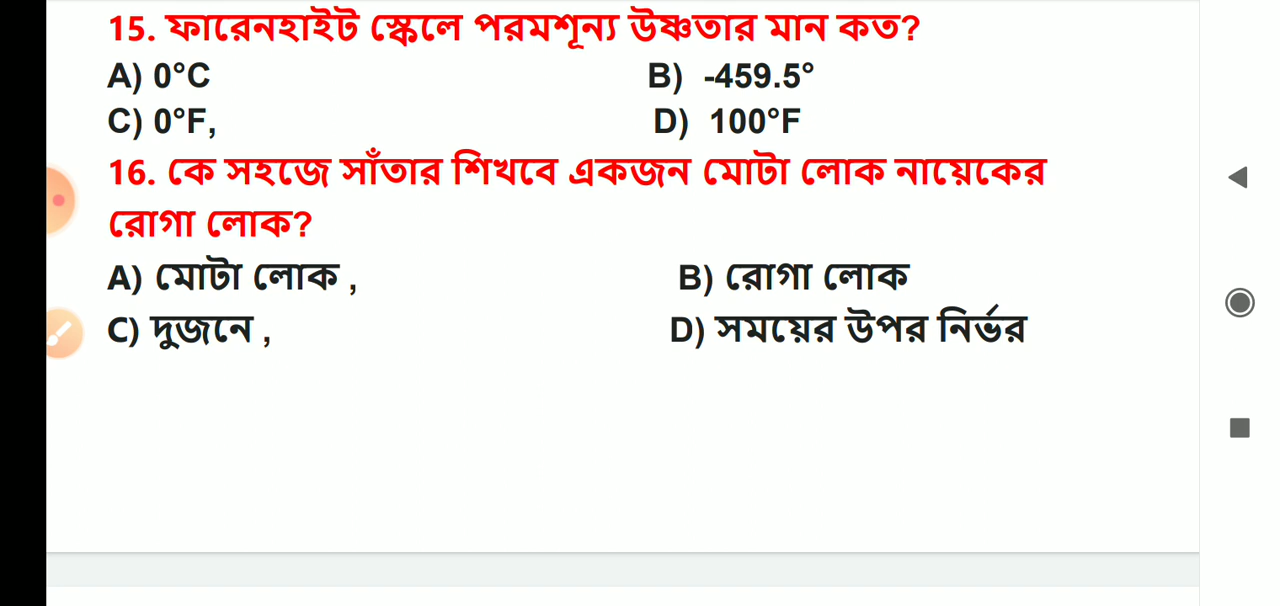 15. ফারেনহাইট স্কেলে পরমশূন্য উষ্ণতার মান কত?
A) 0°C B) -459.5°
C) 0°F, D) 100°F
16. কে সহজে সাঁতার শিখবে একজন মোটা লোক নায়েকের
রোগা লোক?
A) মোটা লোক , B) রোগা লোক
C) দুজনে , D) সময়ের উপর নির্ভর